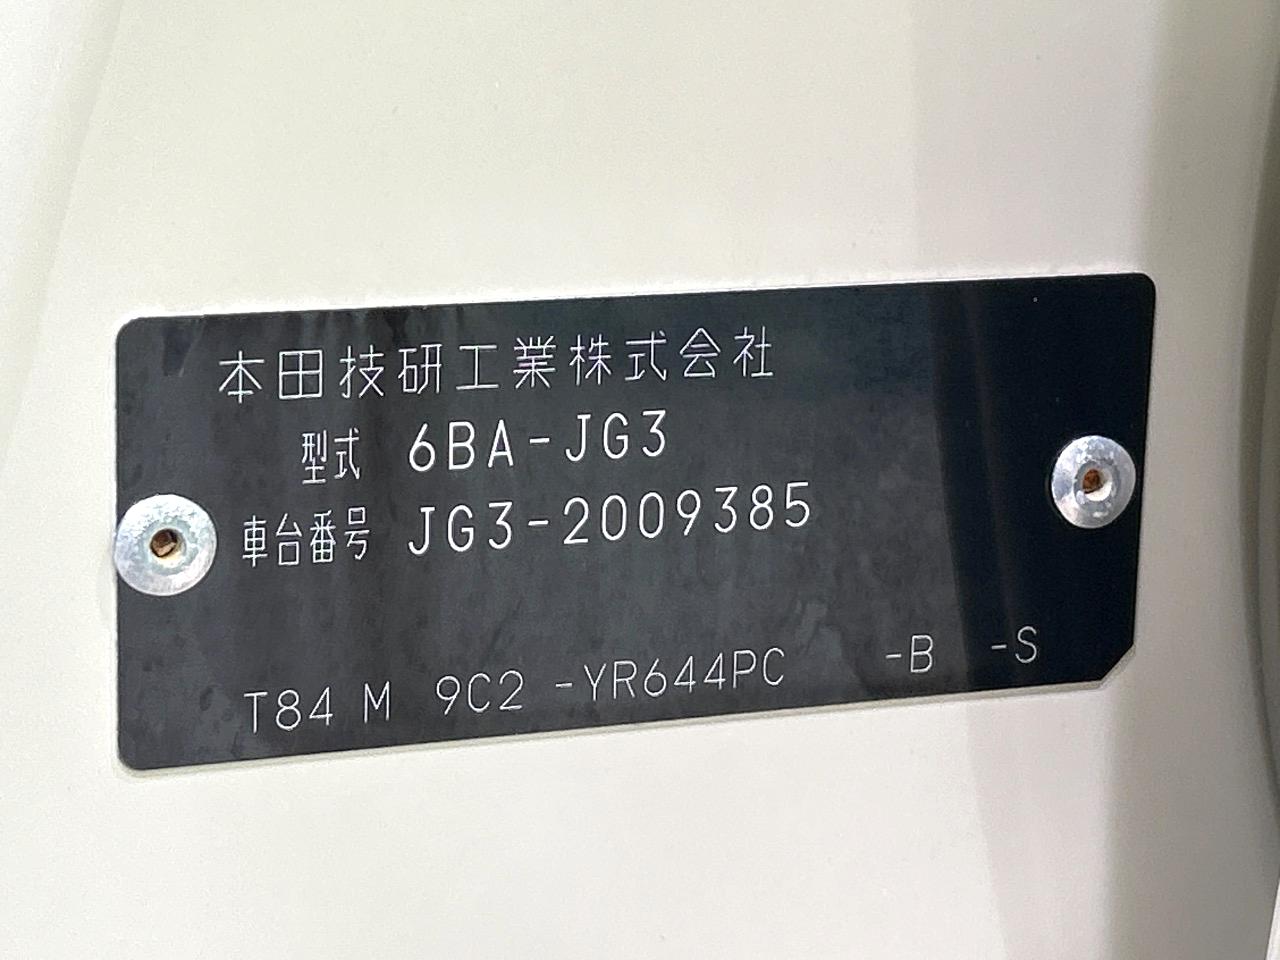 本田技研工業株式会社
型式 6BA-JG3
車台番号 JG3-2009385
T84 M 9C2 -YR644PC -B -S